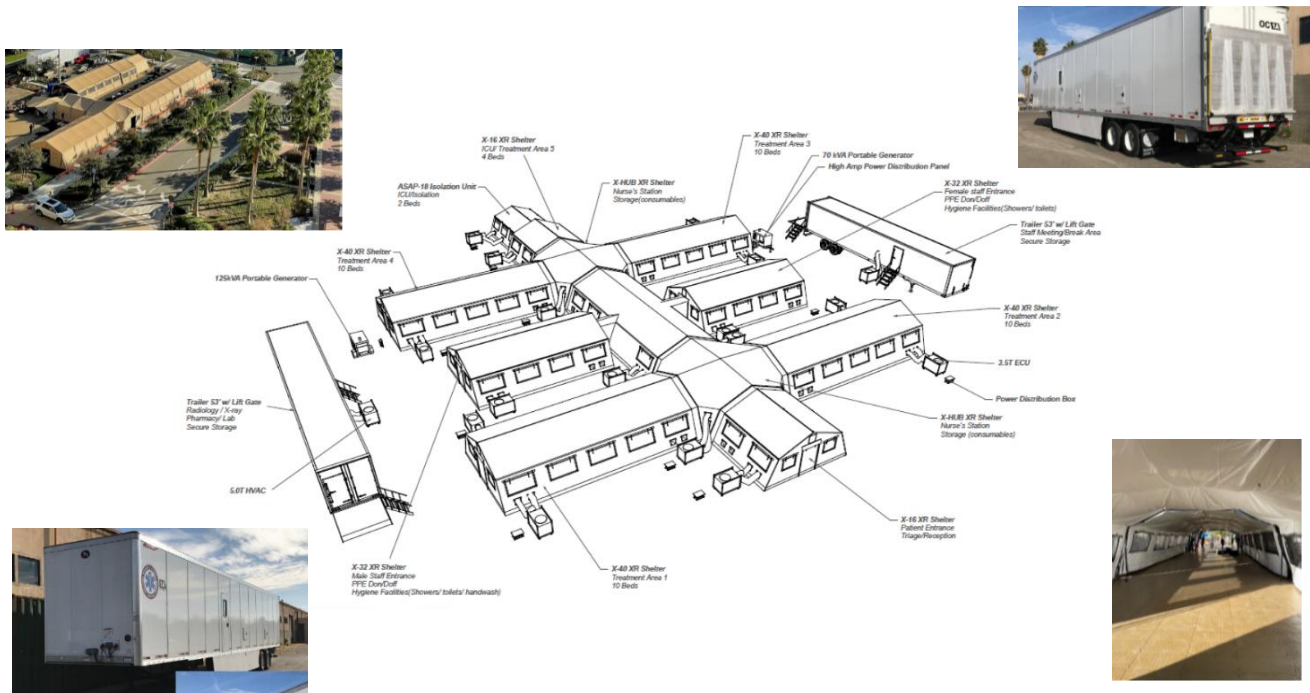 X-16 XR Shelter
ICU/ Treatment Area 5
4 Beds
ASAP-18 Isolation Unit
ICU/Isolation
2 Beds
X-HUB XR Shelter
Nurse's Station
Storage(consumables)
X-40 XR Shelter
Treatment Area 3
10 Beds
70 kVA Portable Generator
High Amp Power Distribution Panel
X-32 XR Shelter
Female staff Entrance
PPE Don/Doff
Hygiene Facilities(Showers/ toilets)
Trailer 53' w/ Lift Gate
Staff Meeting/Break Area
Secure Storage
X-40 XR Shelter
Treatment Area 4
10 Beds
125kVA Portable Generator
X-40 XR Shelter
Treatment Area 2
10 Beds
3.5T ECU
Power Distribution Box
Trailer 53' w/ Lift Gate
Radiology / X-ray
Pharmacy/ Lab
Secure Storage
X-HUB XR Shelter
Nurse's Station
Storage (consumables)
5.0T HVAC
X-16 XR Shelter
Patient Entrance
Triage/Reception
X-32 XR Shelter
Male Staff Entrance
PPE Don/Doff
Hygiene Facilities(Showers/ toilets/ handwash)
X-40 XR Shelter
Treatment Area 1
10 Beds